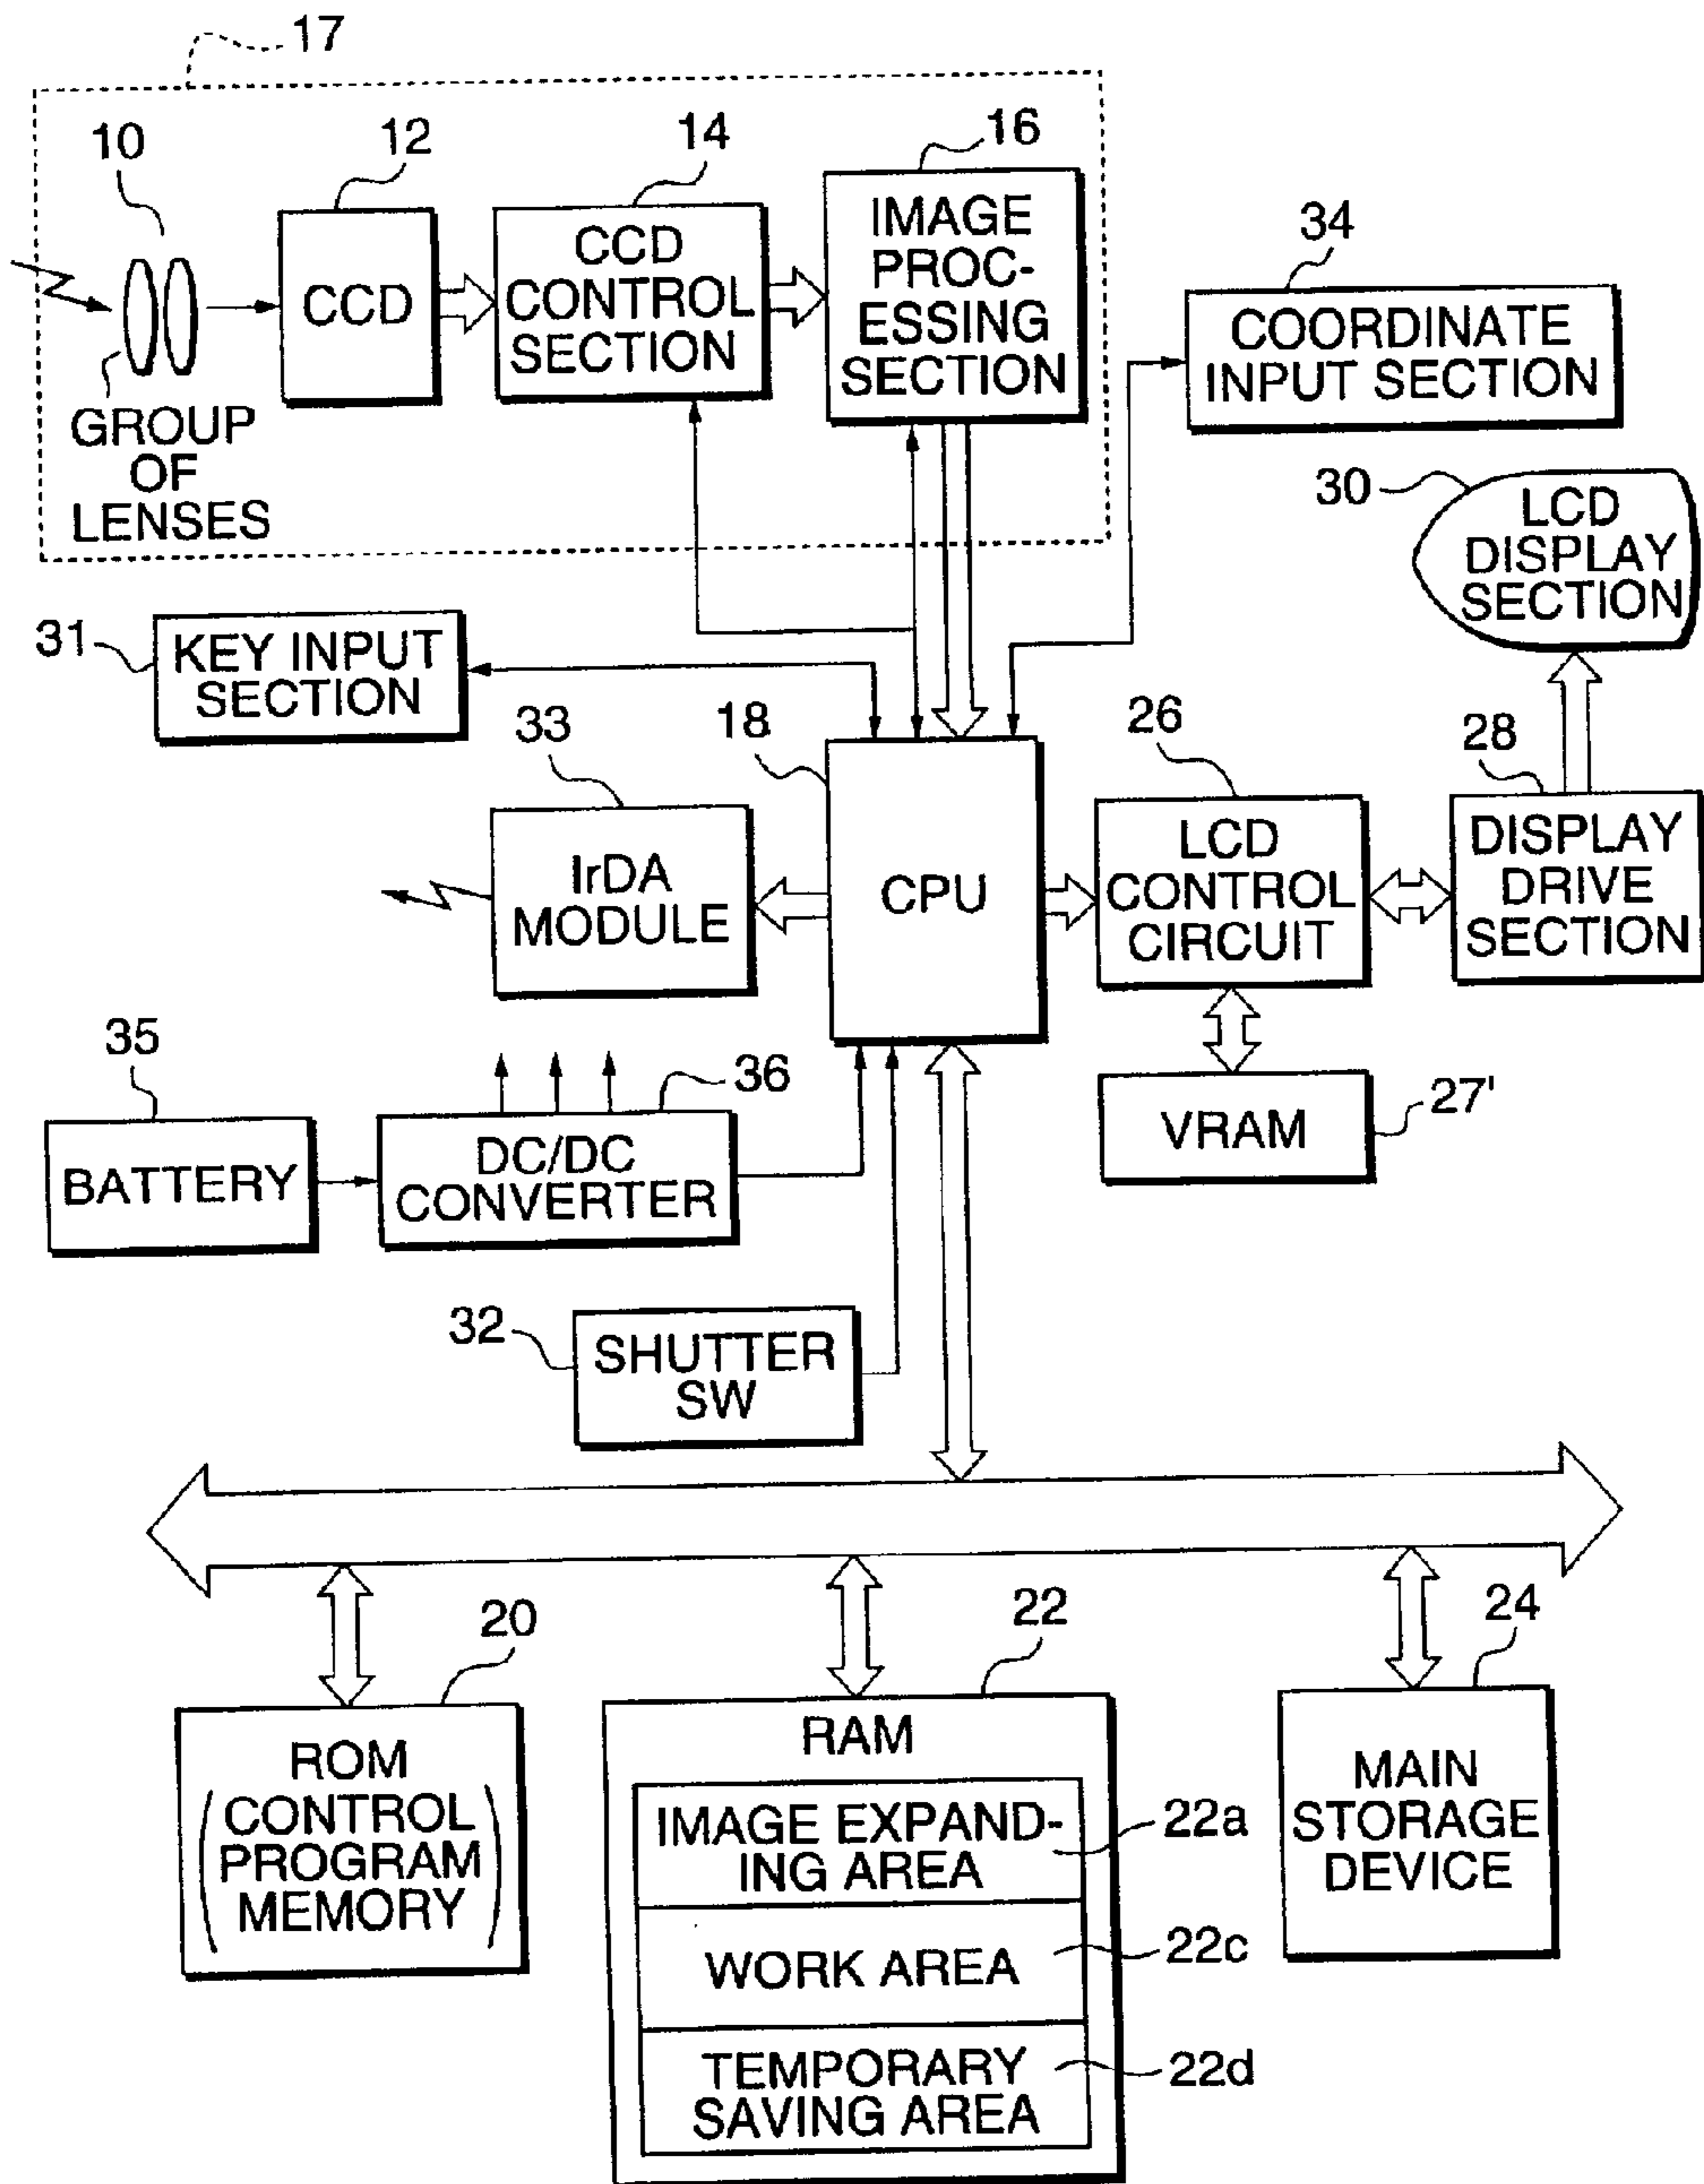 17
10
12
14
16
CCD
CCD
CONTROL
SECTION
IMAGE
PROC-
ESSING
SECTION
GROUP
OF
LENSES
34
COORDINATE
INPUT SECTION
30
LCD
DISPLAY
SECTION
31
KEY INPUT
SECTION
33
IrDA
MODULE
18
CPU
26
LCD
CONTROL
CIRCUIT
28
DISPLAY
DRIVE
SECTION
35
BATTERY
36
DC/DC
CONVERTER
VRAM
27'
32
SHUTTER
SW
20
ROM
CONTROL
PROGRAM
MEMORY
22
RAM
IMAGE EXPAND-
ING AREA
22a
WORK AREA
22c
TEMPORARY
SAVING AREA
22d
24
MAIN
STORAGE
DEVICE